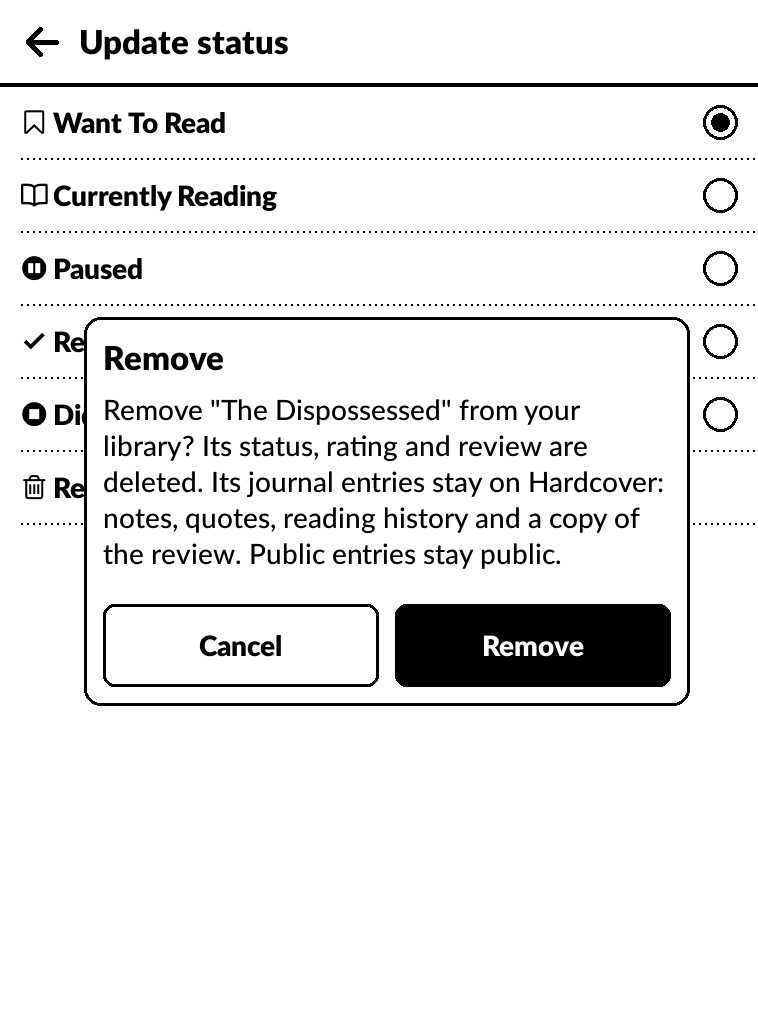 Update status
Want To Read
Currently Reading
Paused
Re
Remove
Remove "The Dispossessed" from your
library? Its status, rating and review are
deleted. Its journal entries stay on Hardcover:
notes, quotes, reading history and a copy of
the review. Public entries stay public.
Cancel
Remove
Re